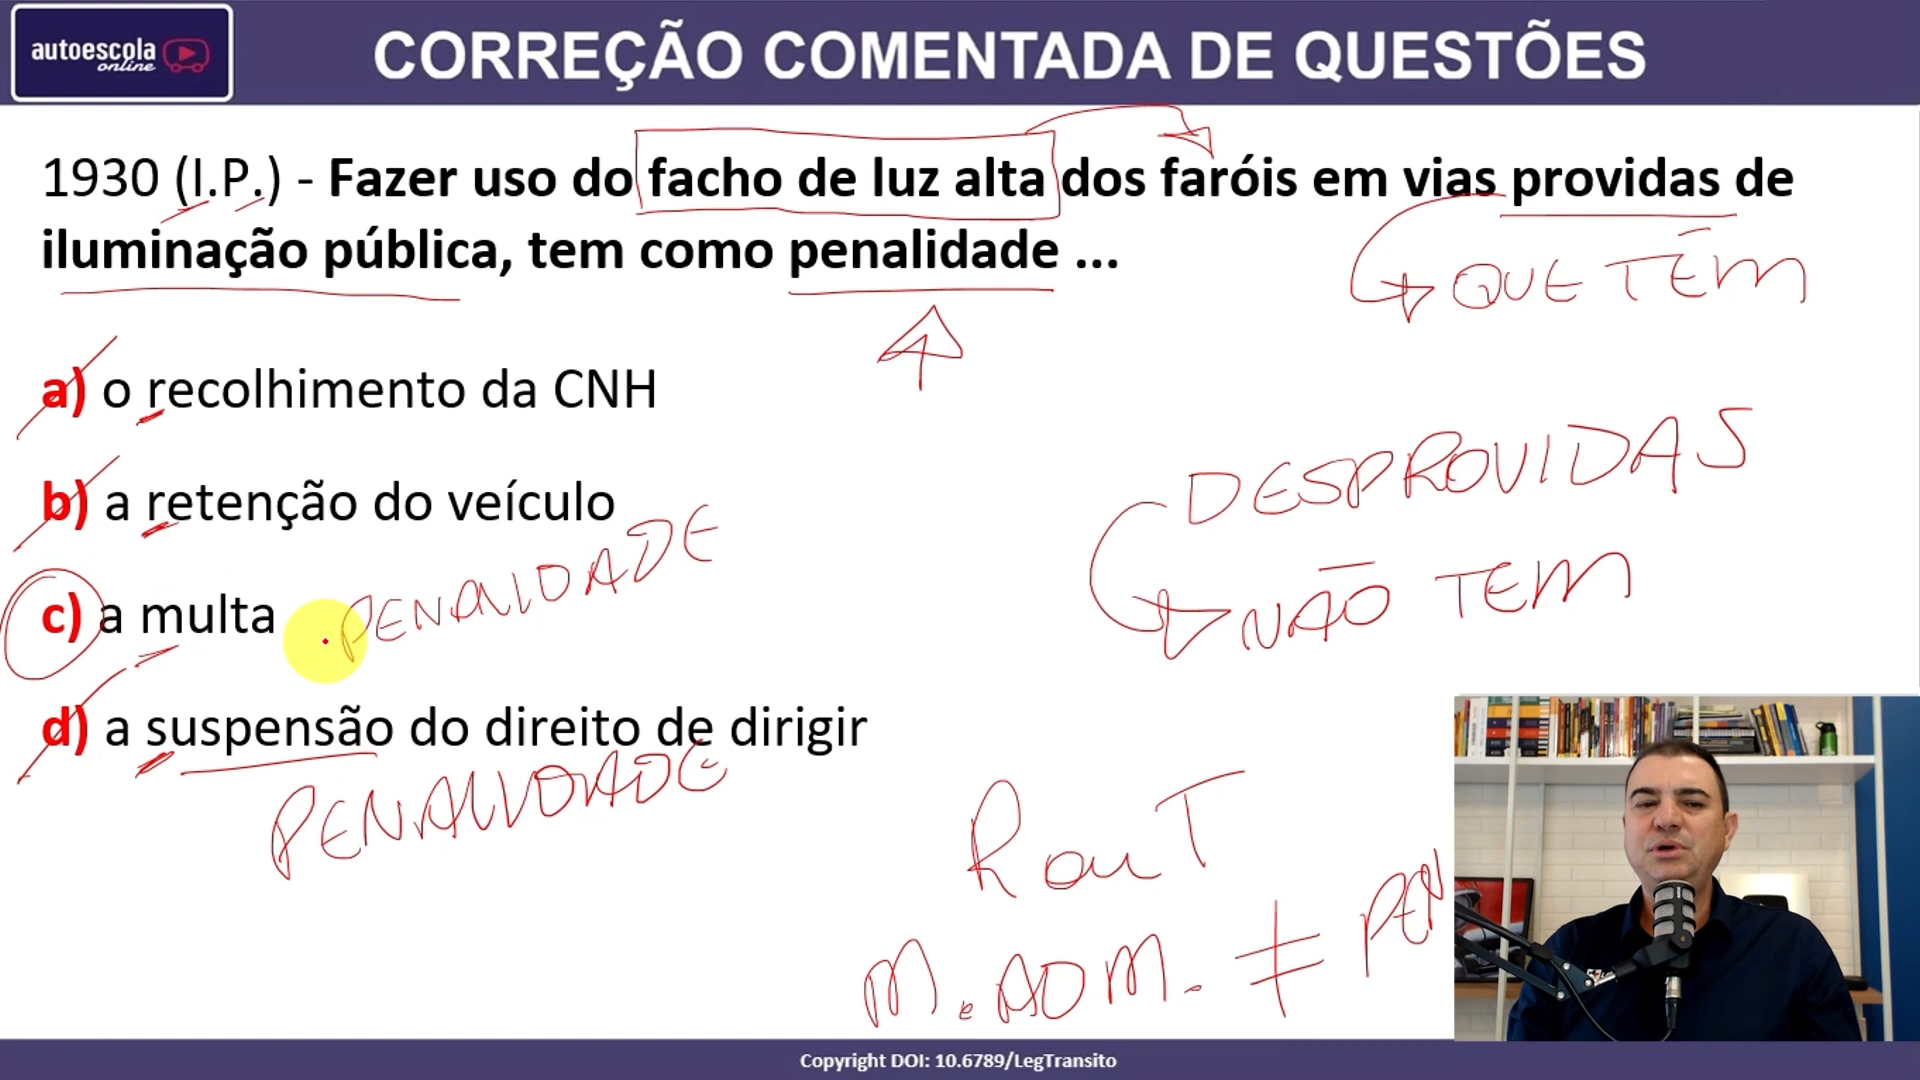 autoescola
online
CORREÇÃO COMENTADA DE QUESTÕES
1930 (I.P.) - Fazer uso do facho de luz alta dos faróis em vias providas de
iluminação pública, tem como penalidade ...
QUE TÊM
a) o recolhimento da CNH
DESPROVIDAS
b) a retenção do veículo
NÃO TEM
c) a multa
PENALIDADE
d) a suspensão do direito de dirigir
PENALIDADE
R ou T
M. ADM. ≠ PEN
Copyright DOI: 10.6789/LegTransito